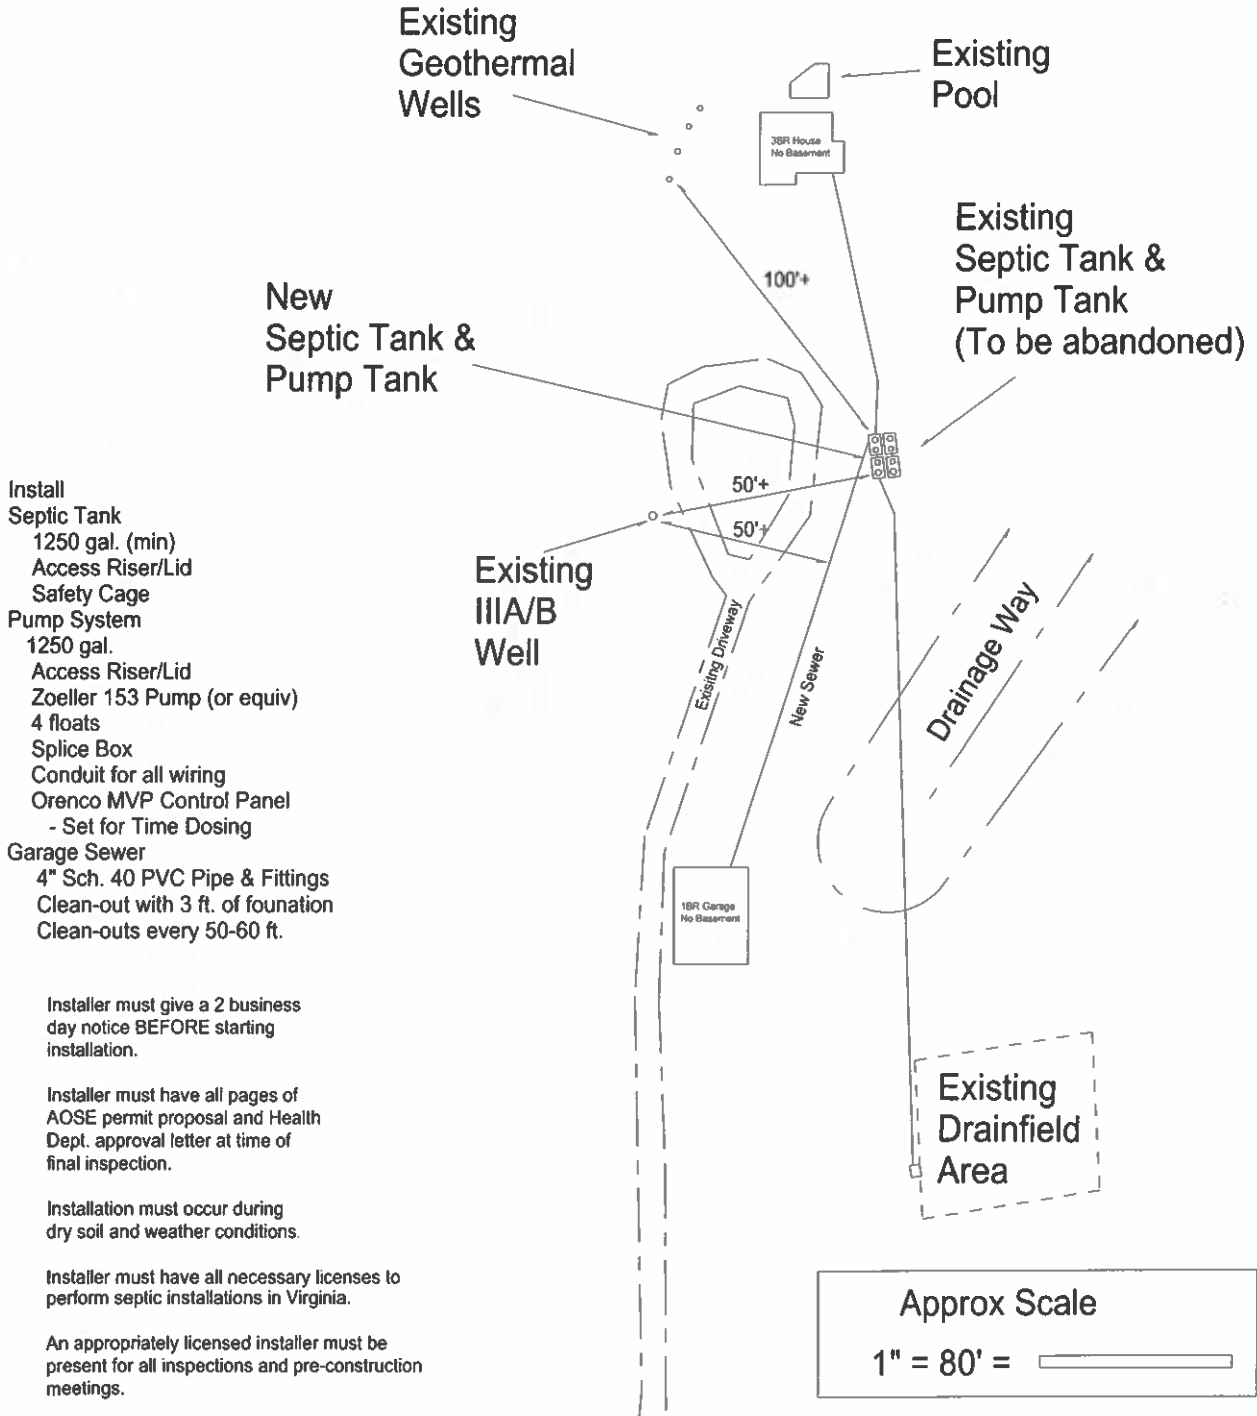 Existing
Geothermal
Wells
Existing
Pool
3BR House
No Basement
Existing
Septic Tank &
Pump Tank
(To be abandoned)
100'+
New
Septic Tank &
Pump Tank
50'+
50'+
Existing
IIIA/B
Well
Exisitng Driveway
New Sewer
Drainage Way
Install
Septic Tank
1250 gal. (min)
Access Riser/Lid
Safety Cage
Pump System
1250 gal.
Access Riser/Lid
Zoeller 153 Pump (or equiv)
4 floats
Splice Box
Conduit for all wiring
Orenco MVP Control Panel
- Set for Time Dosing
Garage Sewer
4" Sch. 40 PVC Pipe & Fittings
Clean-out with 3 ft. of founation
Clean-outs every 50-60 ft.
1BR Garage
No Basement
Installer must give a 2 business
day notice BEFORE starting
installation.
Installer must have all pages of
AOSE permit proposal and Health
Dept. approval letter at time of
final inspection.
Installation must occur during
dry soil and weather conditions.
Installer must have all necessary licenses to
perform septic installations in Virginia.
An appropriately licensed installer must be
present for all inspections and pre-construction
meetings.
Existing
Drainfield
Area
Approx Scale
1" = 80' =